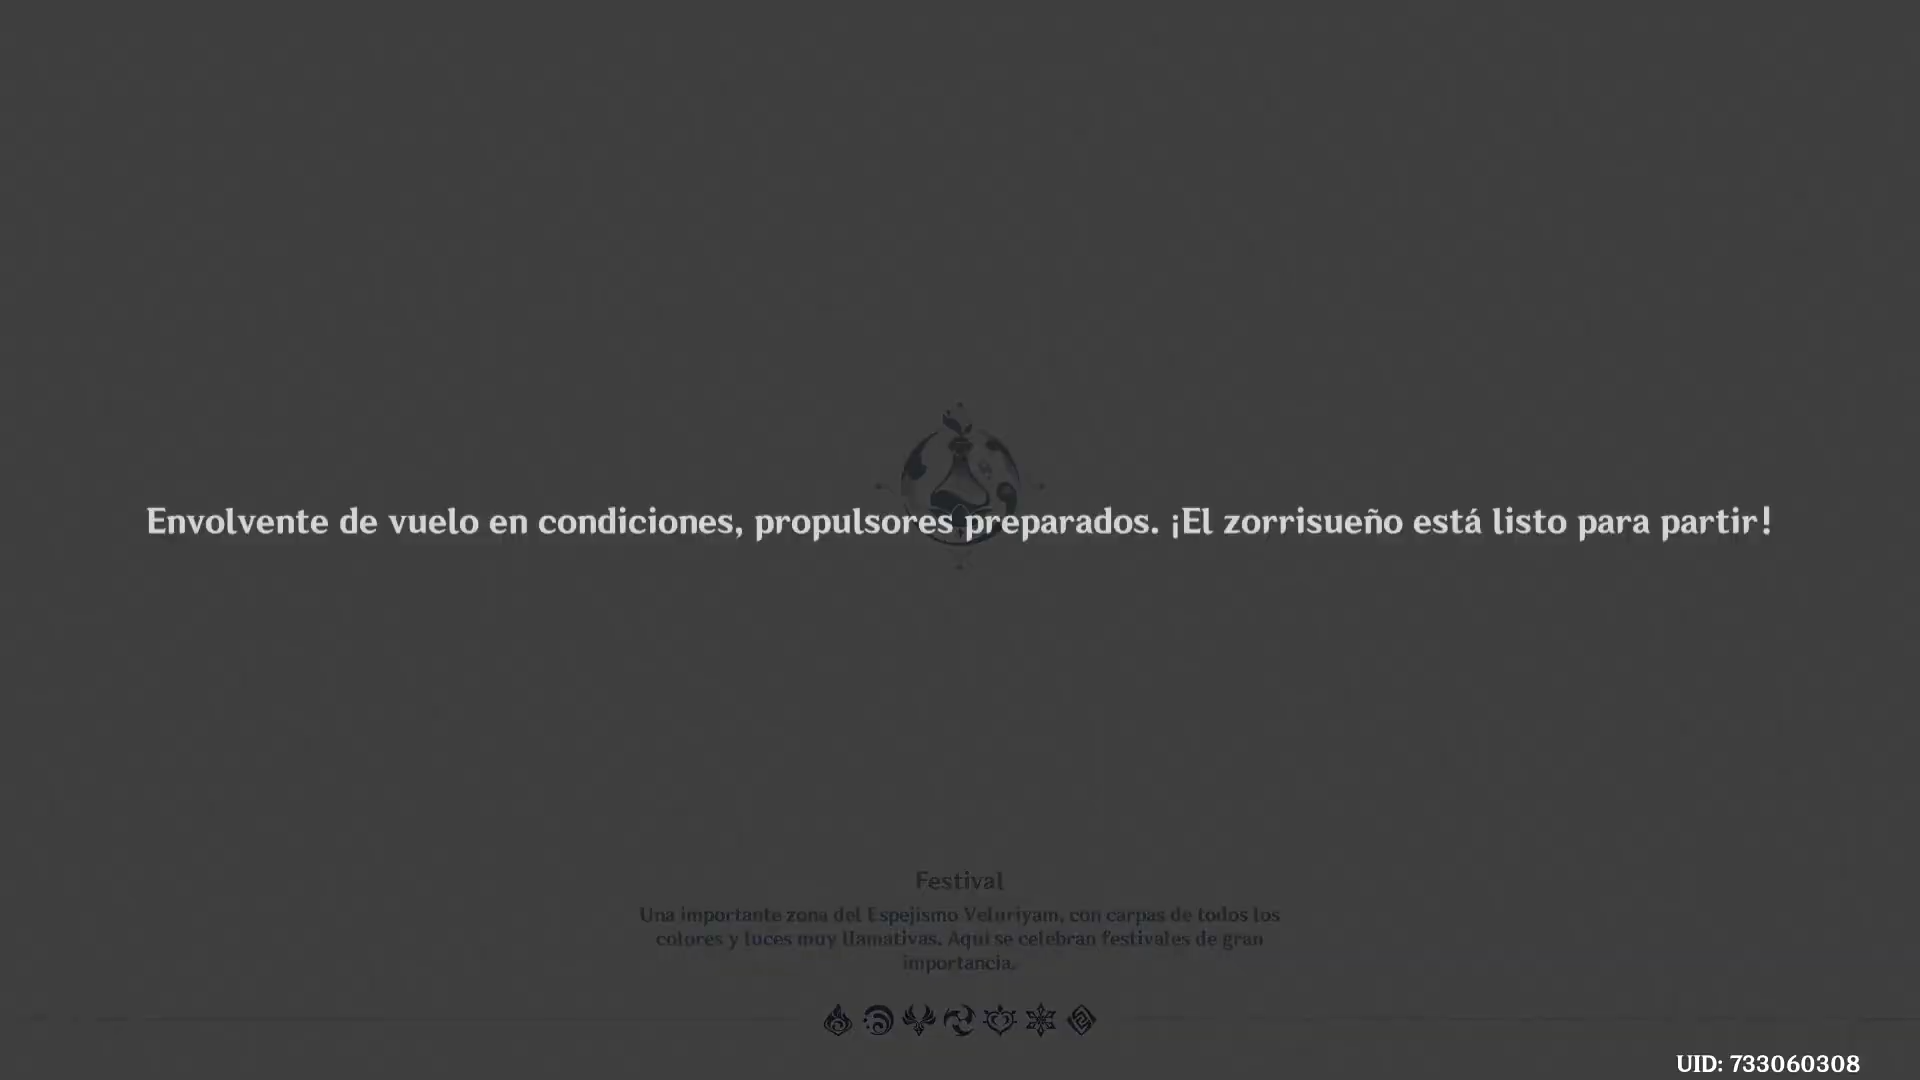 Envolvente de vuelo en condiciones, propulsores preparados. ¡El zorrisueño está listo para partir!
Festival
Una importante zona del Espejismo Veluriyam, con carpas de todos los
colores y luces muy llamativas. Aquí se celebran festivales de gran
importancia.
UID: 733060308